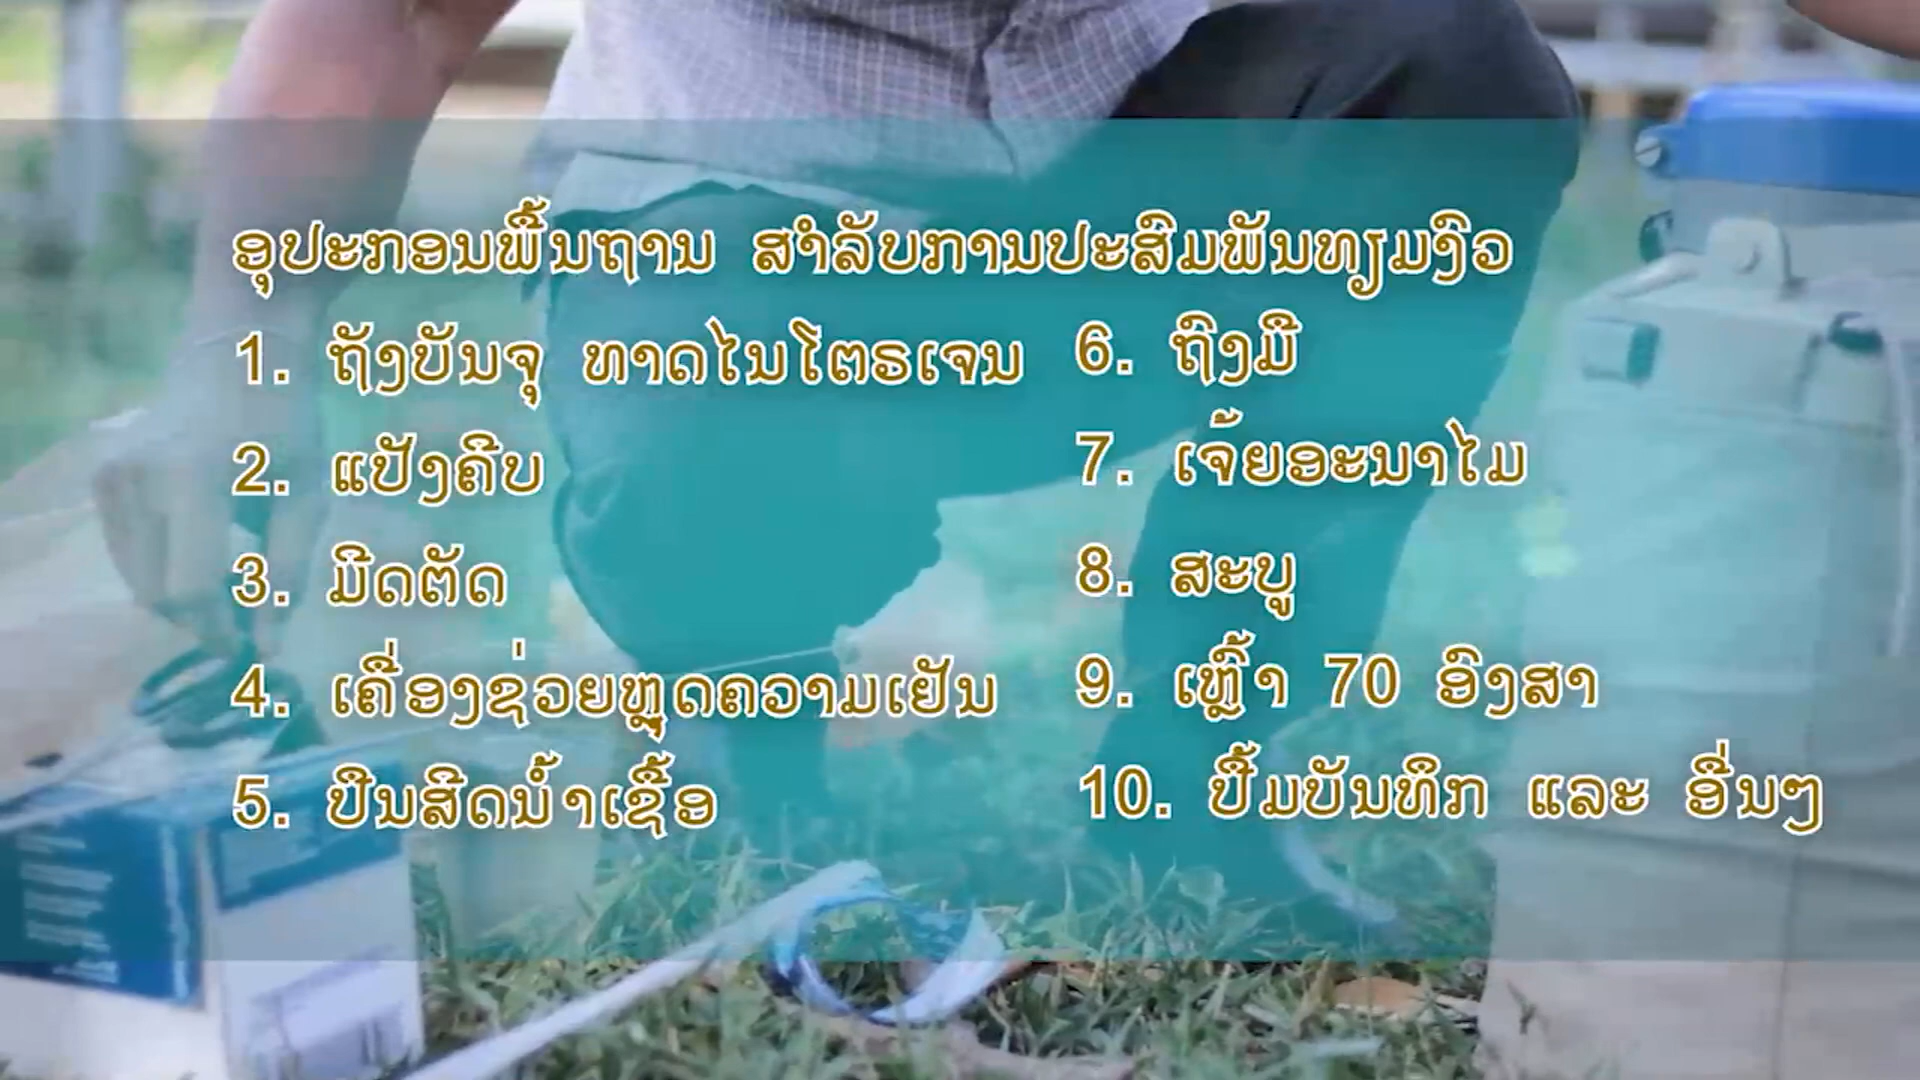 ອຸປະກອນພື້ນຖານ ສຳລັບການປະສົມພັນທຽມງົວ
1. ຖັງບັນຈຸ ທາດໄນໂຕຣເຈນ
2. ແປັງຄີບ
3. ມີດຕັດ
4. ເຄື່ອງຊ່ວຍຫຼຸດຄວາມເຢັນ
5. ປືນສີດນ້ຳເຊື້ອ
6. ຖົງມື
7. ເຈ້ຍອະນາໄມ
8. ສະບູ
9. ເຫຼົ້າ 70 ອົງສາ
10. ປຶ້ມບັນທຶກ ແລະ ອື່ນໆ